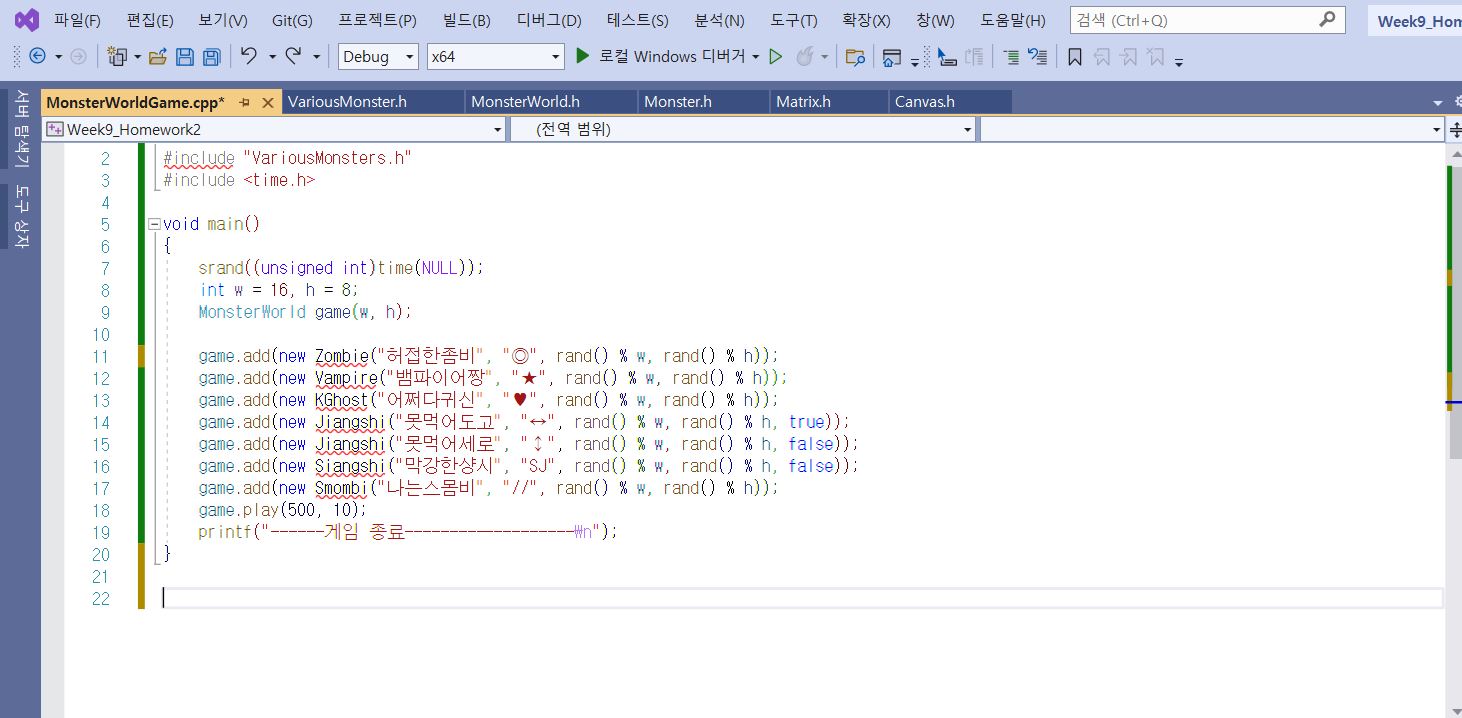 파일(F) 편집(E) 보기(V) Git(G) 프로젝트(P) 빌드(B) 디버그(D) 테스트(S) 분석(N) 도구(T) 확장(X) 창(W) 도움말(H) 검색 (Ctrl+Q) Week9_Hom
Debug x64 로컬 Windows 디버거
서버 탐색기
도구 상자
MonsterWorldGame.cpp* VariousMonster.h MonsterWorld.h Monster.h Matrix.h Canvas.h
Week9_Homework2 (전역 범위)
2 #include "VariousMonsters.h"
3 #include <time.h>
4
5 void main()
6 {
7 srand((unsigned int)time(NULL));
8 int w = 16, h = 8;
9 MonsterWorld game(w, h);
10
11 game.add(new Zombie("허접한좀비", "◎", rand() % w, rand() % h));
12 game.add(new Vampire("뱀파이어짱", "★", rand() % w, rand() % h));
13 game.add(new KGhost("어쩌다귀신", "♥", rand() % w, rand() % h));
14 game.add(new Jiangshi("못먹어도고", "↔", rand() % w, rand() % h, true));
15 game.add(new Jiangshi("못먹어세로", "↕", rand() % w, rand() % h, false));
16 game.add(new Siangshi("막강한샹시", "SJ", rand() % w, rand() % h, false));
17 game.add(new Smombi("나는스몸비", "//", rand() % w, rand() % h));
18 game.play(500, 10);
19 printf("------게임 종료-------------------₩n");
20 }
21
22